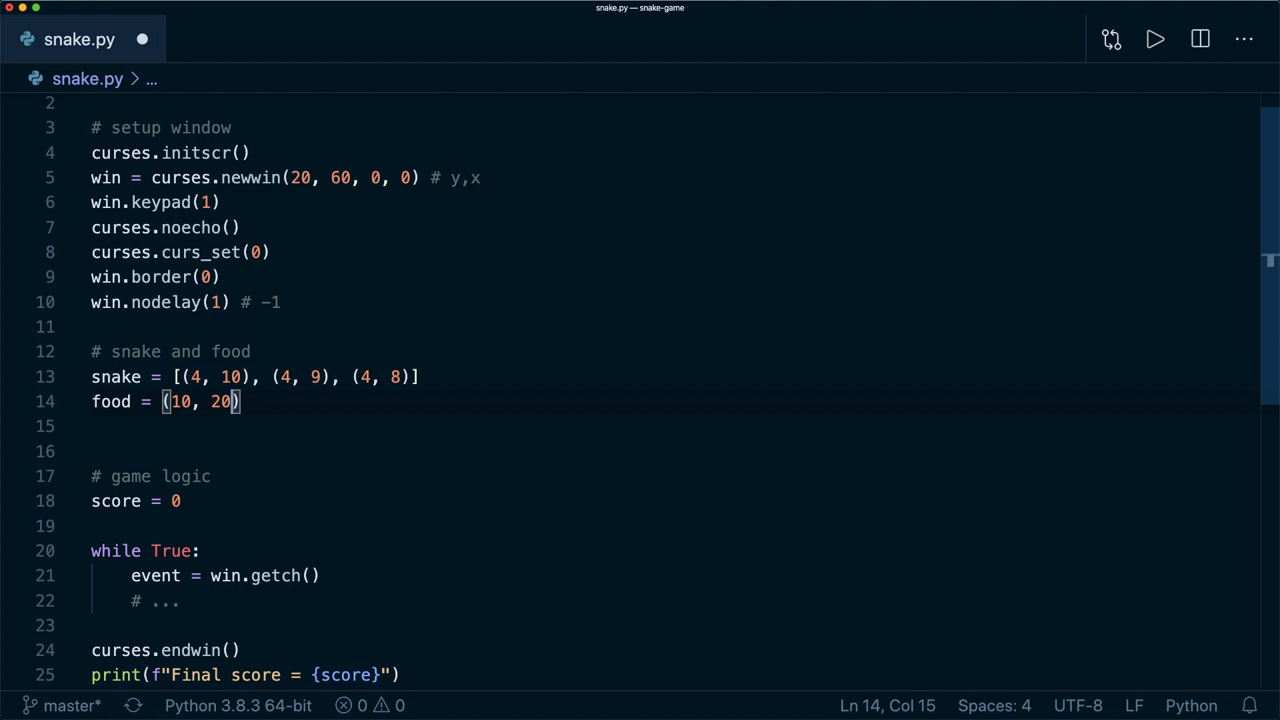 snake.py — snake-game
snake.py
snake.py > ...
2
3 # setup window
4 curses.initscr()
5 win = curses.newwin(20, 60, 0, 0) # y,x
6 win.keypad(1)
7 curses.noecho()
8 curses.curs_set(0)
9 win.border(0)
10 win.nodelay(1) # -1
11
12 # snake and food
13 snake = [(4, 10), (4, 9), (4, 8)]
14 food = (10, 20)
15
16
17 # game logic
18 score = 0
19
20 while True:
21     event = win.getch()
22     # ...
23
24 curses.endwin()
25 print(f"Final score = {score}")
master* Python 3.8.3 64-bit 0 0 Ln 14, Col 15 Spaces: 4 UTF-8 LF Python